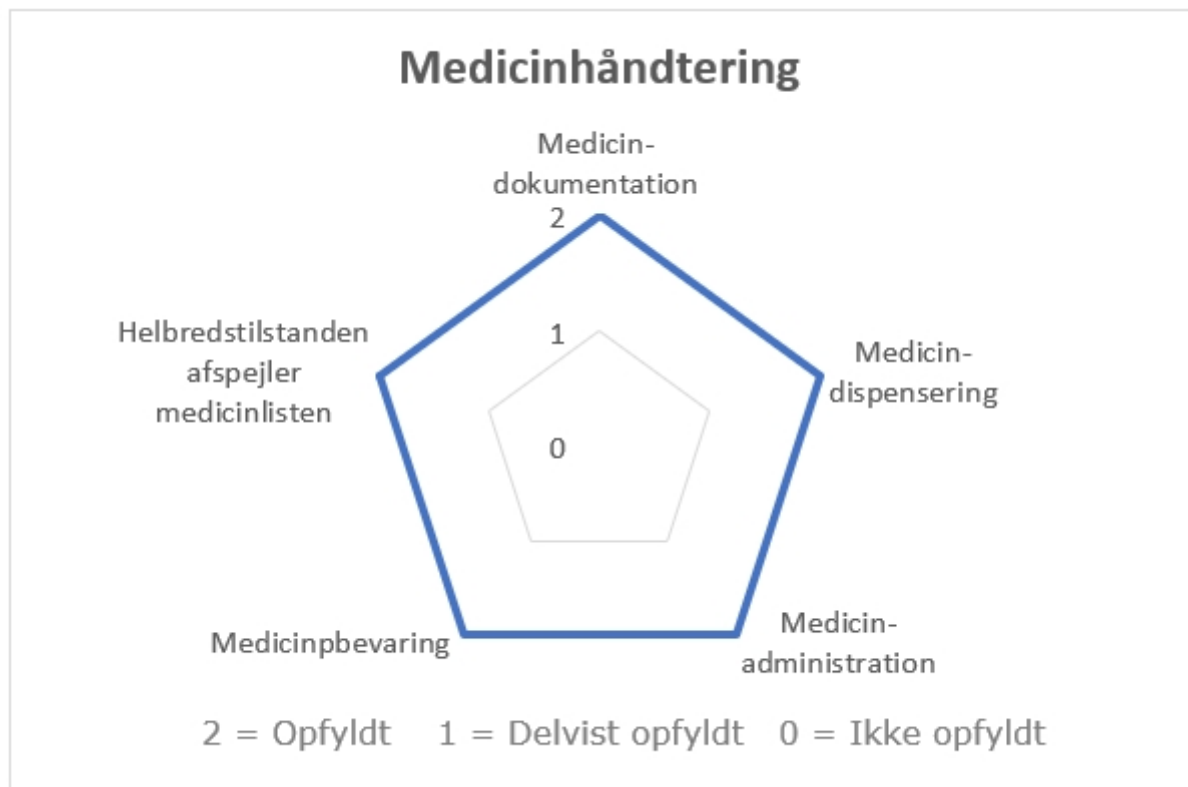 Medicinhåndtering
Medicin-
dokumentation
2
1
0
Medicin-
dispensering
Medicin-
administration
Medicinpbevaring
Helbredstilstanden
afspejler
medicinlisten
2 = Opfyldt 1 = Delvist opfyldt 0 = Ikke opfyldt